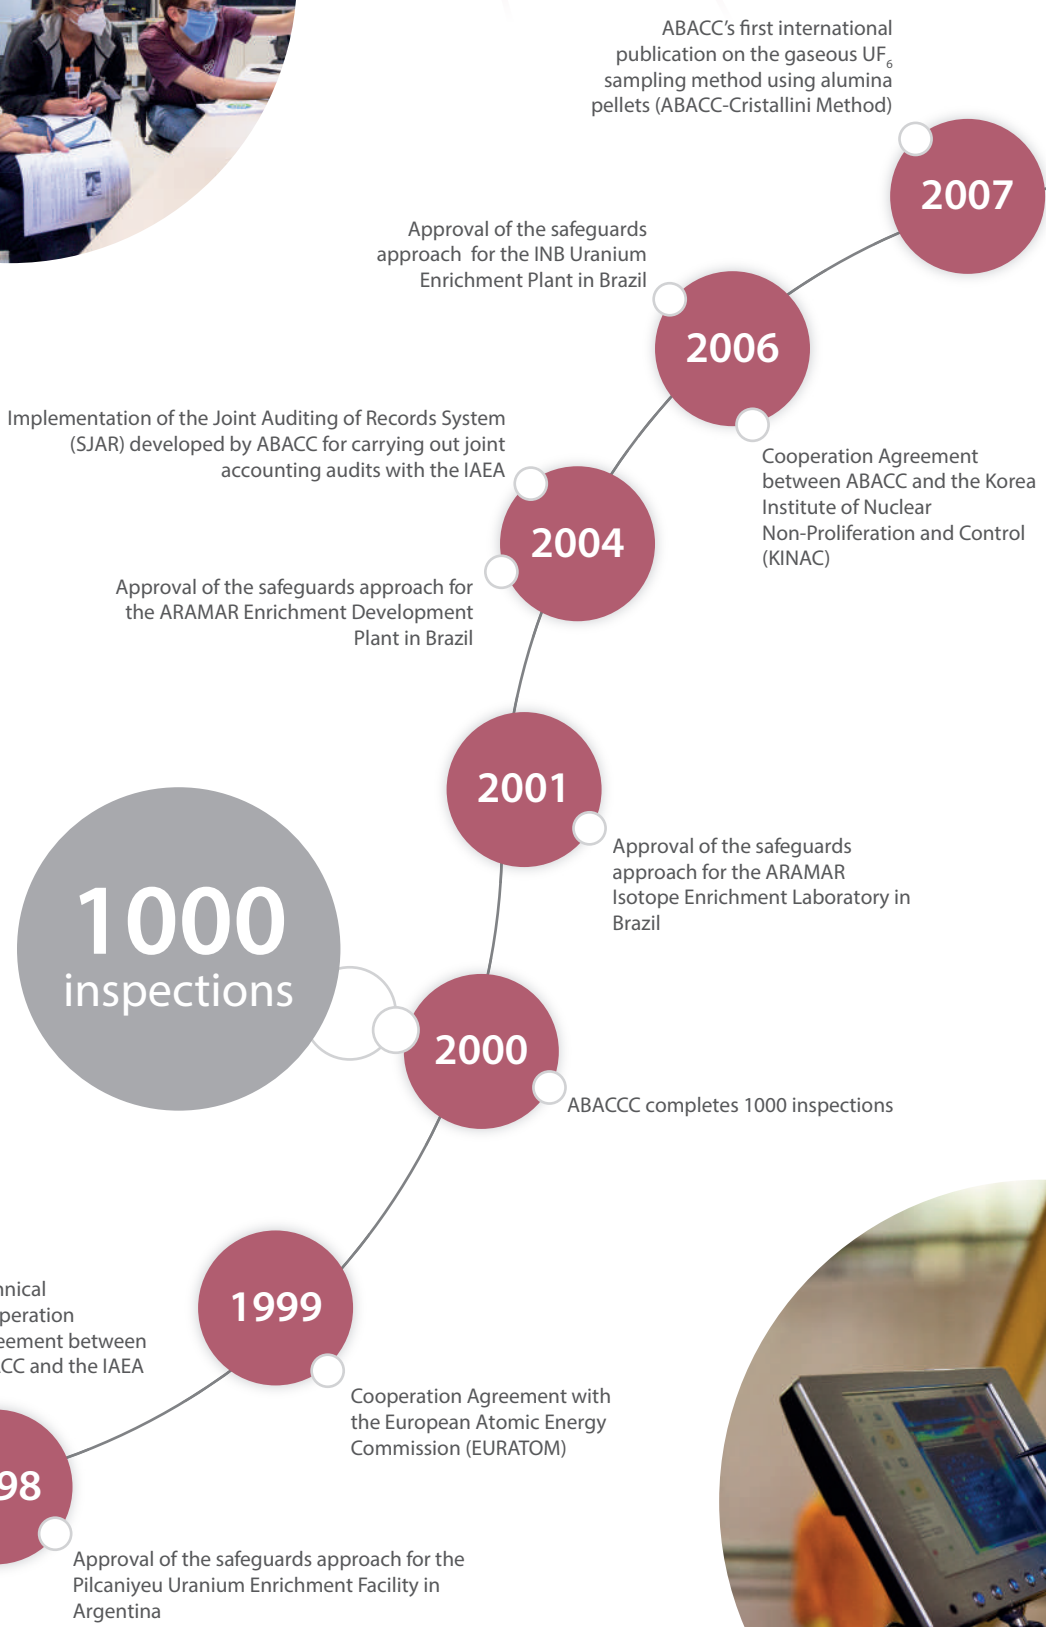 ABACC's first international
publication on the gaseous UF6
sampling method using alumina
pellets (ABACC-Cristallini Method)
2007
Approval of the safeguards
approach for the INB Uranium
Enrichment Plant in Brazil
2006
Cooperation Agreement
between ABACC and the Korea
Institute of Nuclear
Non-Proliferation and Control
(KINAC)
Implementation of the Joint Auditing of Records System
(SJAR) developed by ABACC for carrying out joint
accounting audits with the IAEA
2004
Approval of the safeguards approach for
the ARAMAR Enrichment Development
Plant in Brazil
2001
Approval of the safeguards
approach for the ARAMAR
Isotope Enrichment Laboratory in
Brazil
1000
inspections
2000
ABACCC completes 1000 inspections
1999
Cooperation Agreement with
the European Atomic Energy
Commission (EURATOM)
hnical
peration
eement between
CC and the IAEA
98
Approval of the safeguards approach for the
Pilcaniyeu Uranium Enrichment Facility in
Argentina